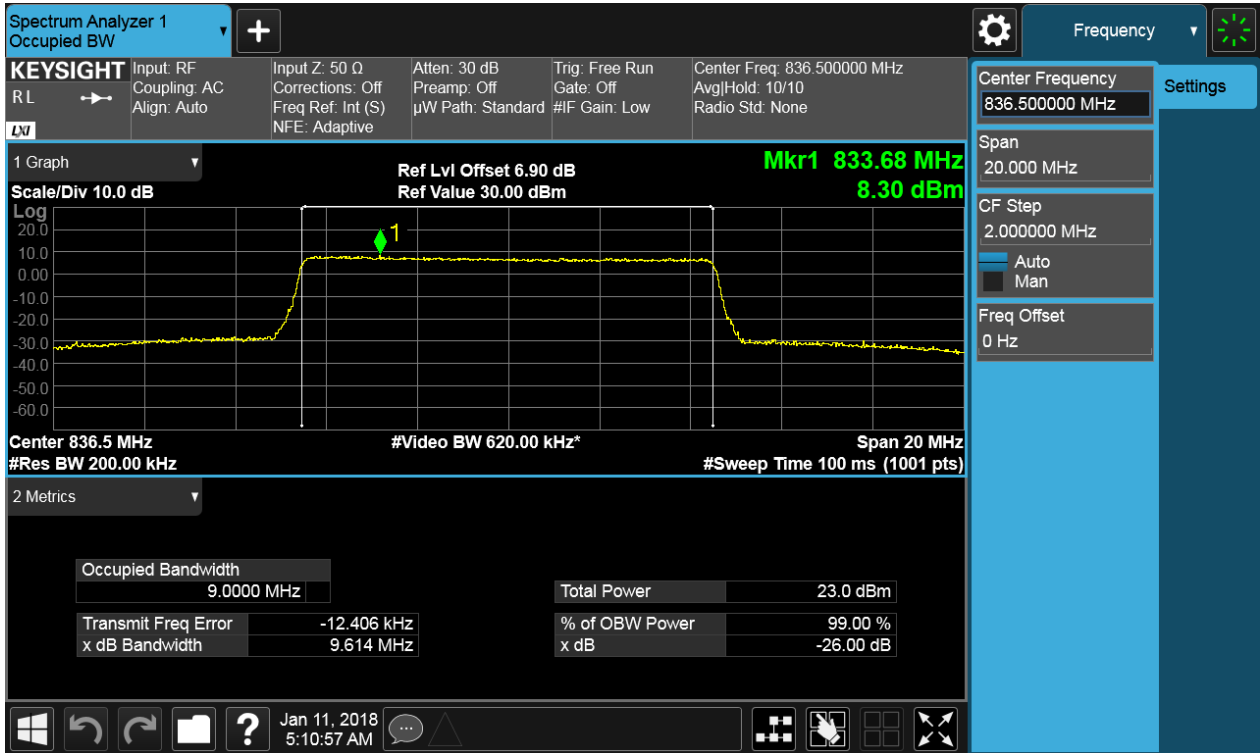 Spectrum Analyzer 1
Occupied BW
+
Frequency
KEYSIGHT Input: RF Input Z: 50 Ω Atten: 30 dB Trig: Free Run Center Freq: 836.500000 MHz
R L Coupling: AC Corrections: Off Preamp: Off Gate: Off Avg|Hold: 10/10
Align: Auto Freq Ref: Int (S) µW Path: Standard #IF Gain: Low Radio Std: None
LXI NFE: Adaptive
Center Frequency
836.500000 MHz
Settings
Span
20.000 MHz
CF Step
2.000000 MHz
Auto
Man
Freq Offset
0 Hz
1 Graph
Scale/Div 10.0 dB
Ref Lvl Offset 6.90 dB
Ref Value 30.00 dBm
Mkr1 833.68 MHz
8.30 dBm
Log
20.0
10.0
0.00
-10.0
-20.0
-30.0
-40.0
-50.0
-60.0
1
Center 836.5 MHz #Video BW 620.00 kHz* Span 20 MHz
#Res BW 200.00 kHz #Sweep Time 100 ms (1001 pts)
2 Metrics
Occupied Bandwidth
9.0000 MHz
Total Power 23.0 dBm
Transmit Freq Error -12.406 kHz % of OBW Power 99.00 %
x dB Bandwidth 9.614 MHz x dB -26.00 dB
? Jan 11, 2018
5:10:57 AM